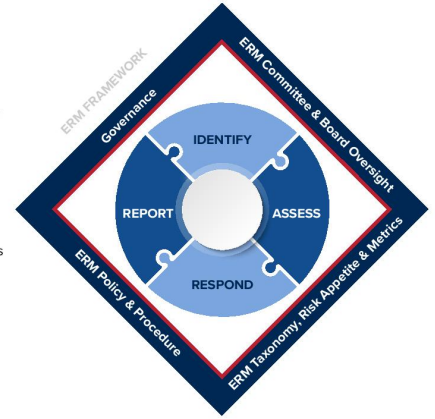 ERM FRAMEWORK
Governance
ERM Committee & Board Oversight
IDENTIFY
REPORT
ASSESS
RESPOND
s
ERM Policy & Procedure
ERM Taxonomy, Risk Appetite & Metrics